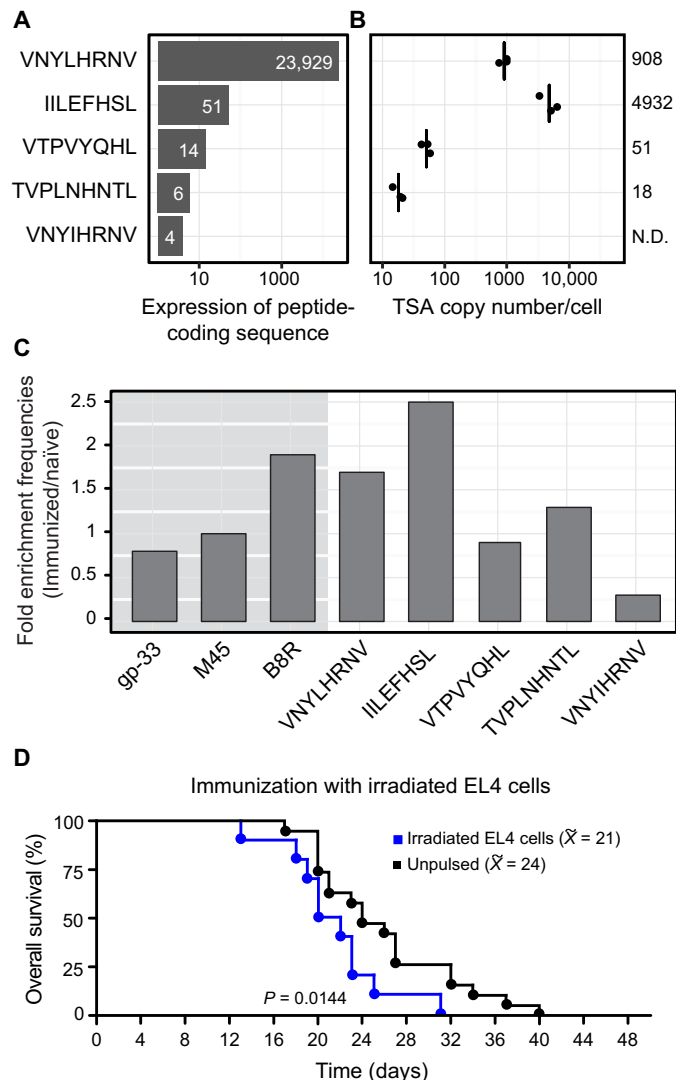 A
B
VNYLHRNV
23,929
908
IILEFHSL
51
4932
VTPVYQHL
14
51
TVPLNHNTL
6
18
VNYIHRNV
4
N.D.
10 1000
10 100 1000 10,000
Expression of peptide-
coding sequence
TSA copy number/cell
C
Fold enrichment frequencies
(Immunized/naïve)
2.5
2
1.5
1
0.5
0
gp-33
M45
B8R
VNYLHRNV
IILEFHSL
VTPVYQHL
TVPLNHNTL
VNYIHRNV
D
Immunization with irradiated EL4 cells
Overall survival (%)
100
75
50
25
0
Irradiated EL4 cells (X̃ = 21)
Unpulsed (X̃ = 24)
P = 0.0144
0 4 8 12 16 20 24 28 32 36 40 44 48
Time (days)